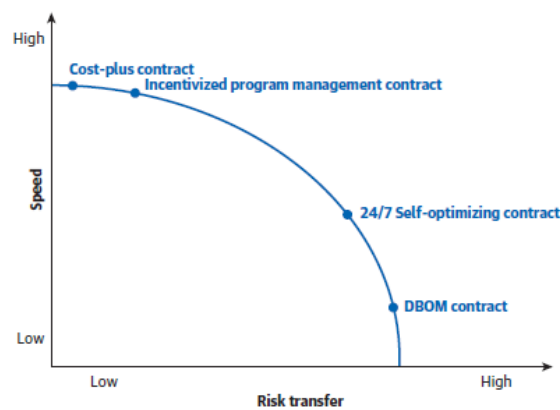 High
Cost-plus contract
Incentivized program management contract
Speed
24/7 Self-optimizing contract
DBOM contract
Low
Low
High
Risk transfer